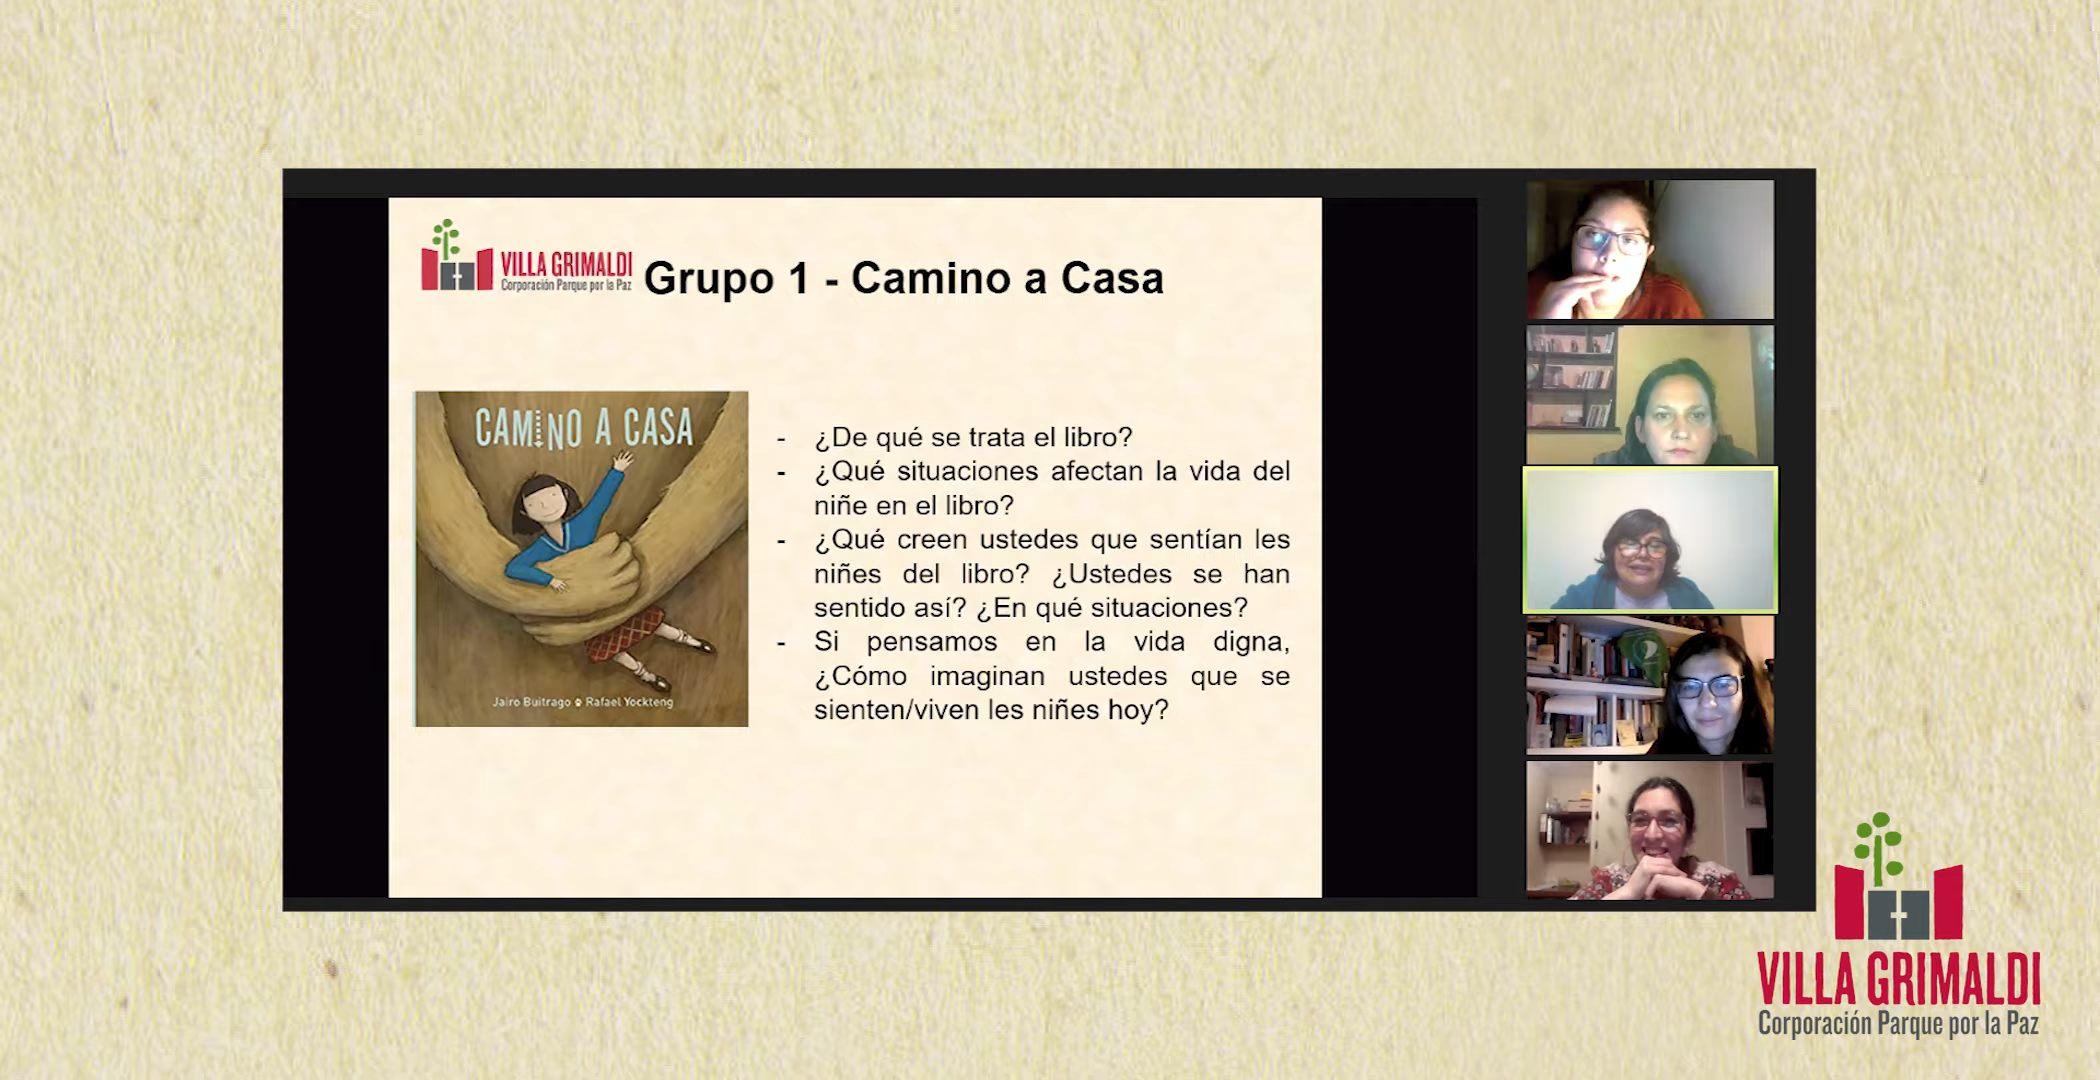 VILLA GRIMALDI
Corporación Parque por la Paz
Grupo 1 - Camino a Casa
CAMINO A CASA
Jairo Buitrago Rafael Yockteng
- ¿De qué se trata el libro?
- ¿Qué situaciones afectan la vida del
niñe en el libro?
- ¿Qué creen ustedes que sentían les
niñes del libro? ¿Ustedes se han
sentido así? ¿En qué situaciones?
- Si pensamos en la vida digna,
¿Cómo imaginan ustedes que se
sienten/viven les niñes hoy?
VILLA GRIMALDI
Corporación Parque por la Paz